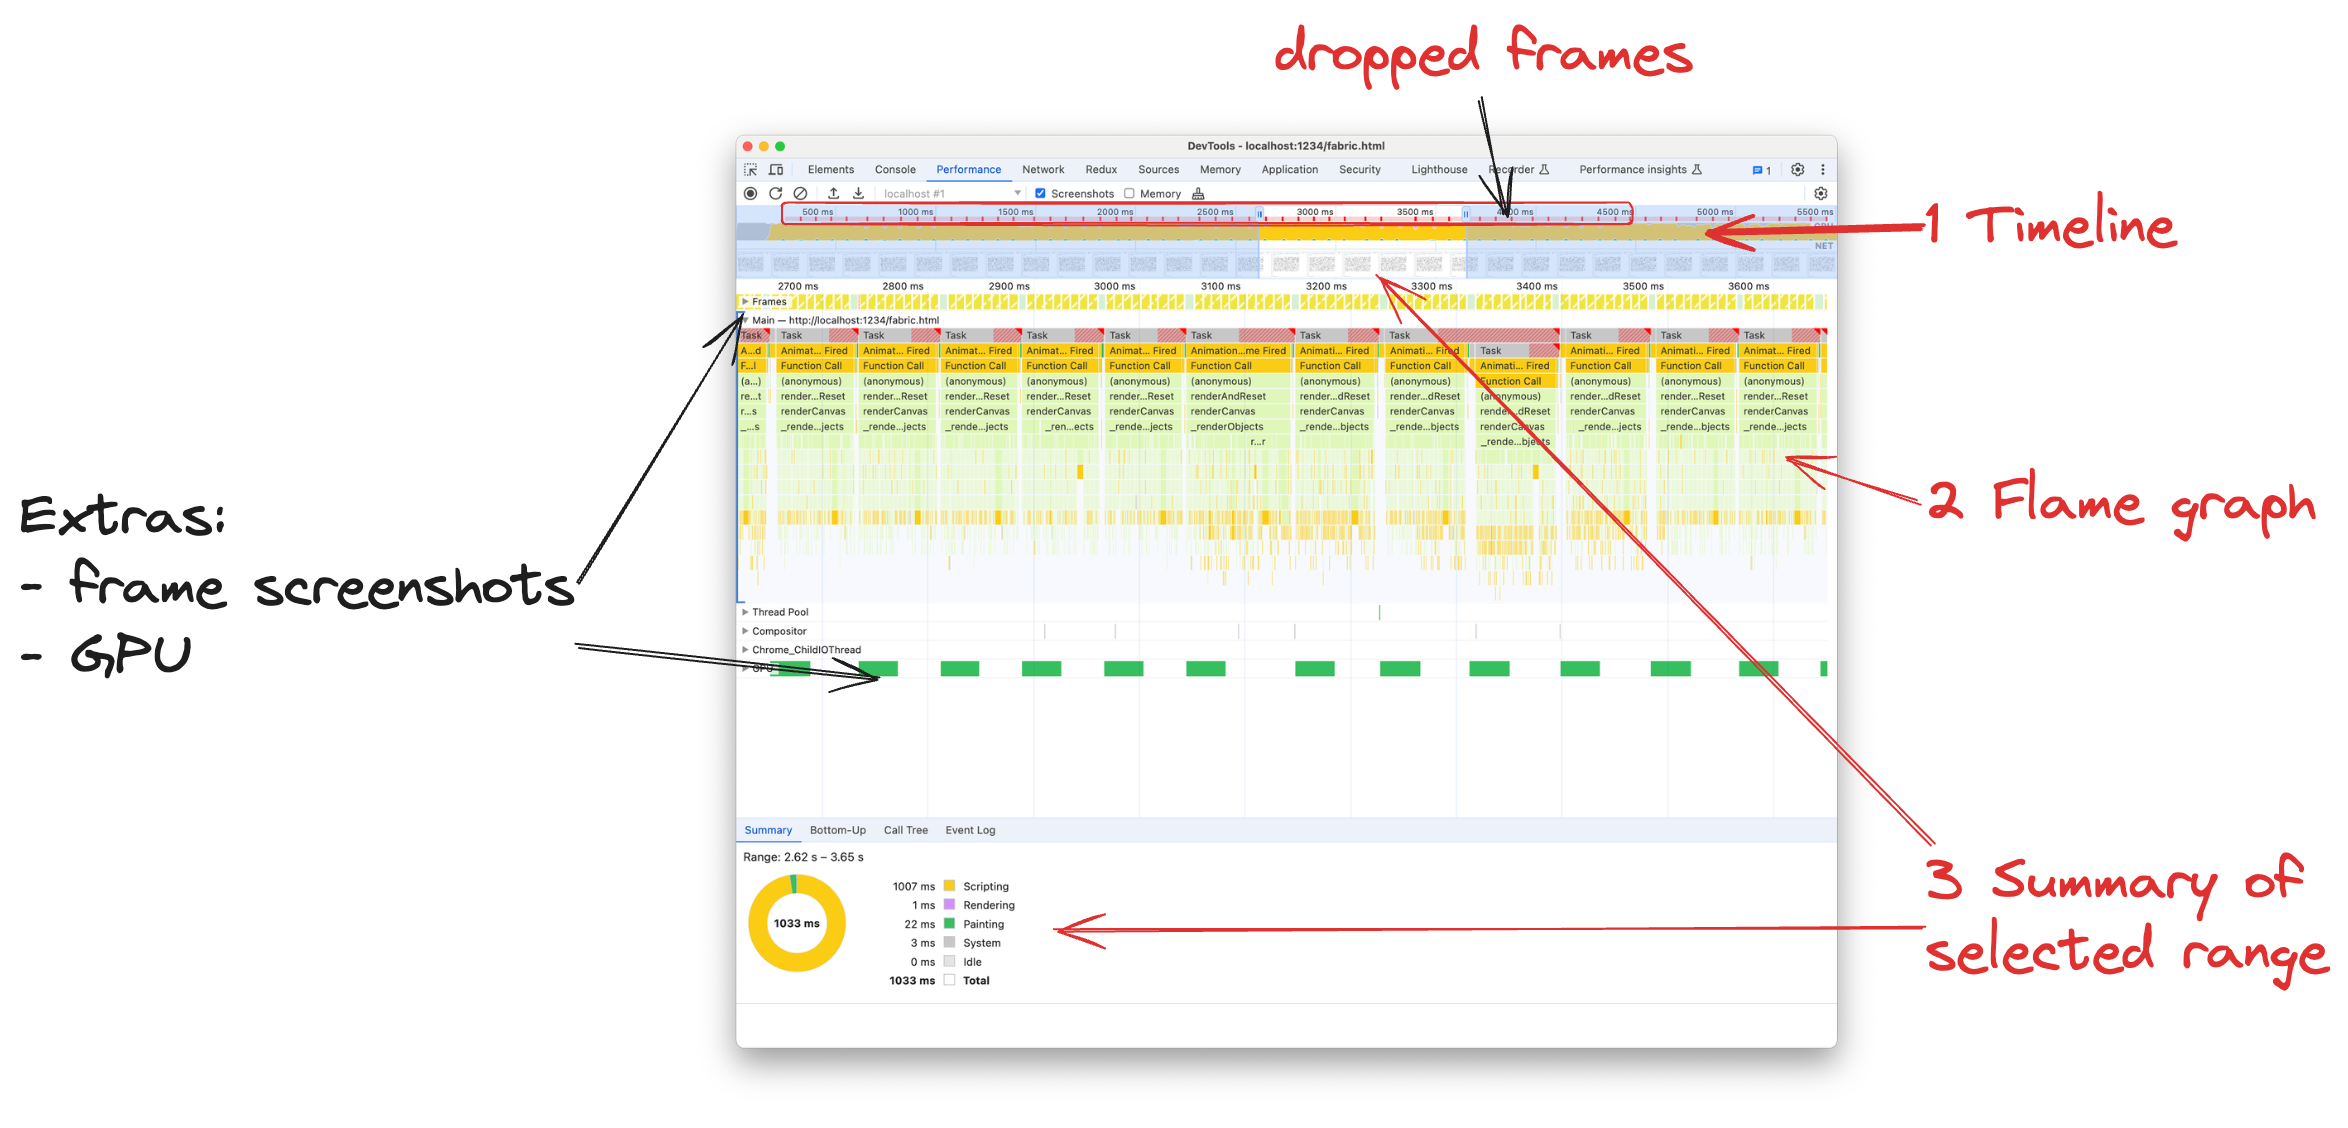 dropped frames
DevTools - localhost:1234/fabric.html
Elements Console Performance Network Redux Sources Memory Application Security Lighthouse Recorder Performance insights 1
localhost #1 Screenshots Memory
500 ms 1000 ms 1500 ms 2000 ms 2500 ms 3000 ms 3500 ms 4000 ms 4500 ms 5000 ms 5500 ms
CPU
1 Timeline
NET
2700 ms 2800 ms 2900 ms 3000 ms 3100 ms 3200 ms 3300 ms 3400 ms 3500 ms 3600 ms
Frames
Main — http://localhost:1234/fabric.html
Task Task Task Task Task Task Task Task Task Task Task Task
A...d Animat... Fired Animat... Fired Animat... Fired Animat... Fired Animat... Fired Animation...me Fired Animati... Fired Animati... Fired Task Animati... Fired Animati... Fired Animat... Fired
F...l Function Call Function Call Function Call Function Call Function Call Function Call Function Call Function Call Animati... Fired Function Call Function Call Function Call
(a...) (anonymous) (anonymous) (anonymous) (anonymous) (anonymous) (anonymous) (anonymous) (anonymous) Function Call (anonymous) (anonymous) (anonymous)
re...t render...Reset render...Reset render...Reset render...Reset render...Reset renderAndReset render...dReset render...dReset (anonymous) render...dReset render...Reset render...Reset
r...s renderCanvas renderCanvas renderCanvas renderCanvas renderCanvas renderCanvas renderCanvas renderCanvas render...dReset renderCanvas renderCanvas renderCanvas
_...s _rende...jects _rende...jects _rende...jects _ren...ects _rende...jects _renderObjects _rende...bjects _rende...bjects renderCanvas _rende...jects _rende...bjects _rende...jects
r...r _rende...bjects
2 Flame graph
Extras:
- frame screenshots
- GPU
Thread Pool
Compositor
Chrome_ChildIOThread
GPU
Summary Bottom-Up Call Tree Event Log
Range: 2.62 s – 3.65 s
1033 ms
1007 ms Scripting
1 ms Rendering
22 ms Painting
3 ms System
0 ms Idle
1033 ms Total
3 Summary of
selected range